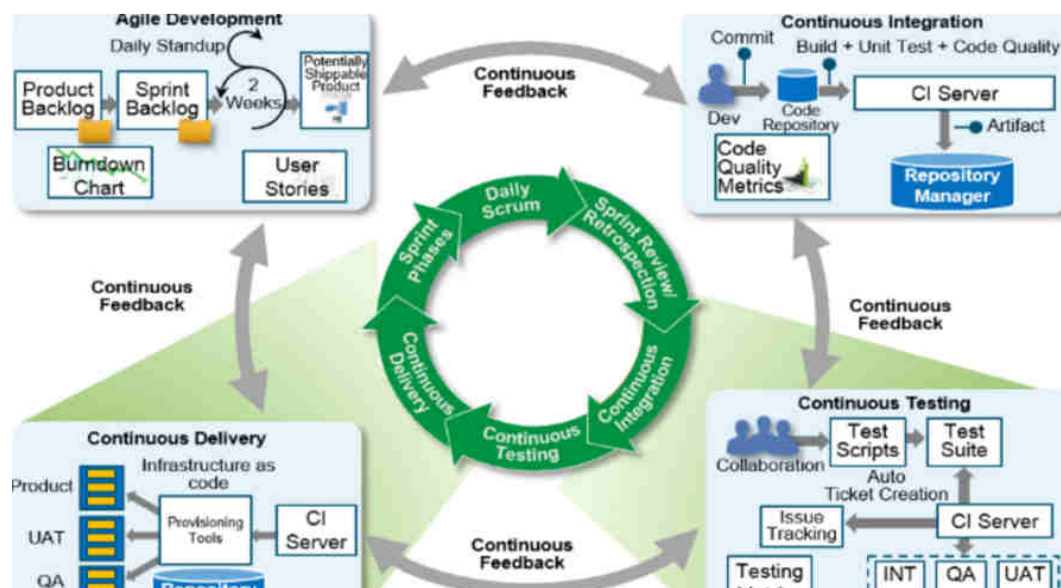 Agile Development
Daily Standup
Product
Backlog
Sprint
Backlog
2
Weeks
Potentially
Shippable
Product
Burndown
Chart
User
Stories
Continuous
Feedback
Continuous Integration
Commit
Build + Unit Test + Code Quality
Dev
Code
Repository
CI Server
Artifact
Code
Quality
Metrics
Repository
Manager
Daily
Scrum
Sprint Review/
Retrospection
Continuous
Integration
Continuous
Testing
Continuous
Delivery
Sprint
Phases
Continuous
Feedback
Continuous
Feedback
Continuous Delivery
Infrastructure as
code
Product
UAT
QA
Provisioning
Tools
CI
Server
Repository
Continuous
Feedback
Continuous Testing
Collaboration
Test
Scripts
Test
Suite
Auto
Ticket Creation
Issue
Tracking
CI Server
Testing
INT
QA
UAT